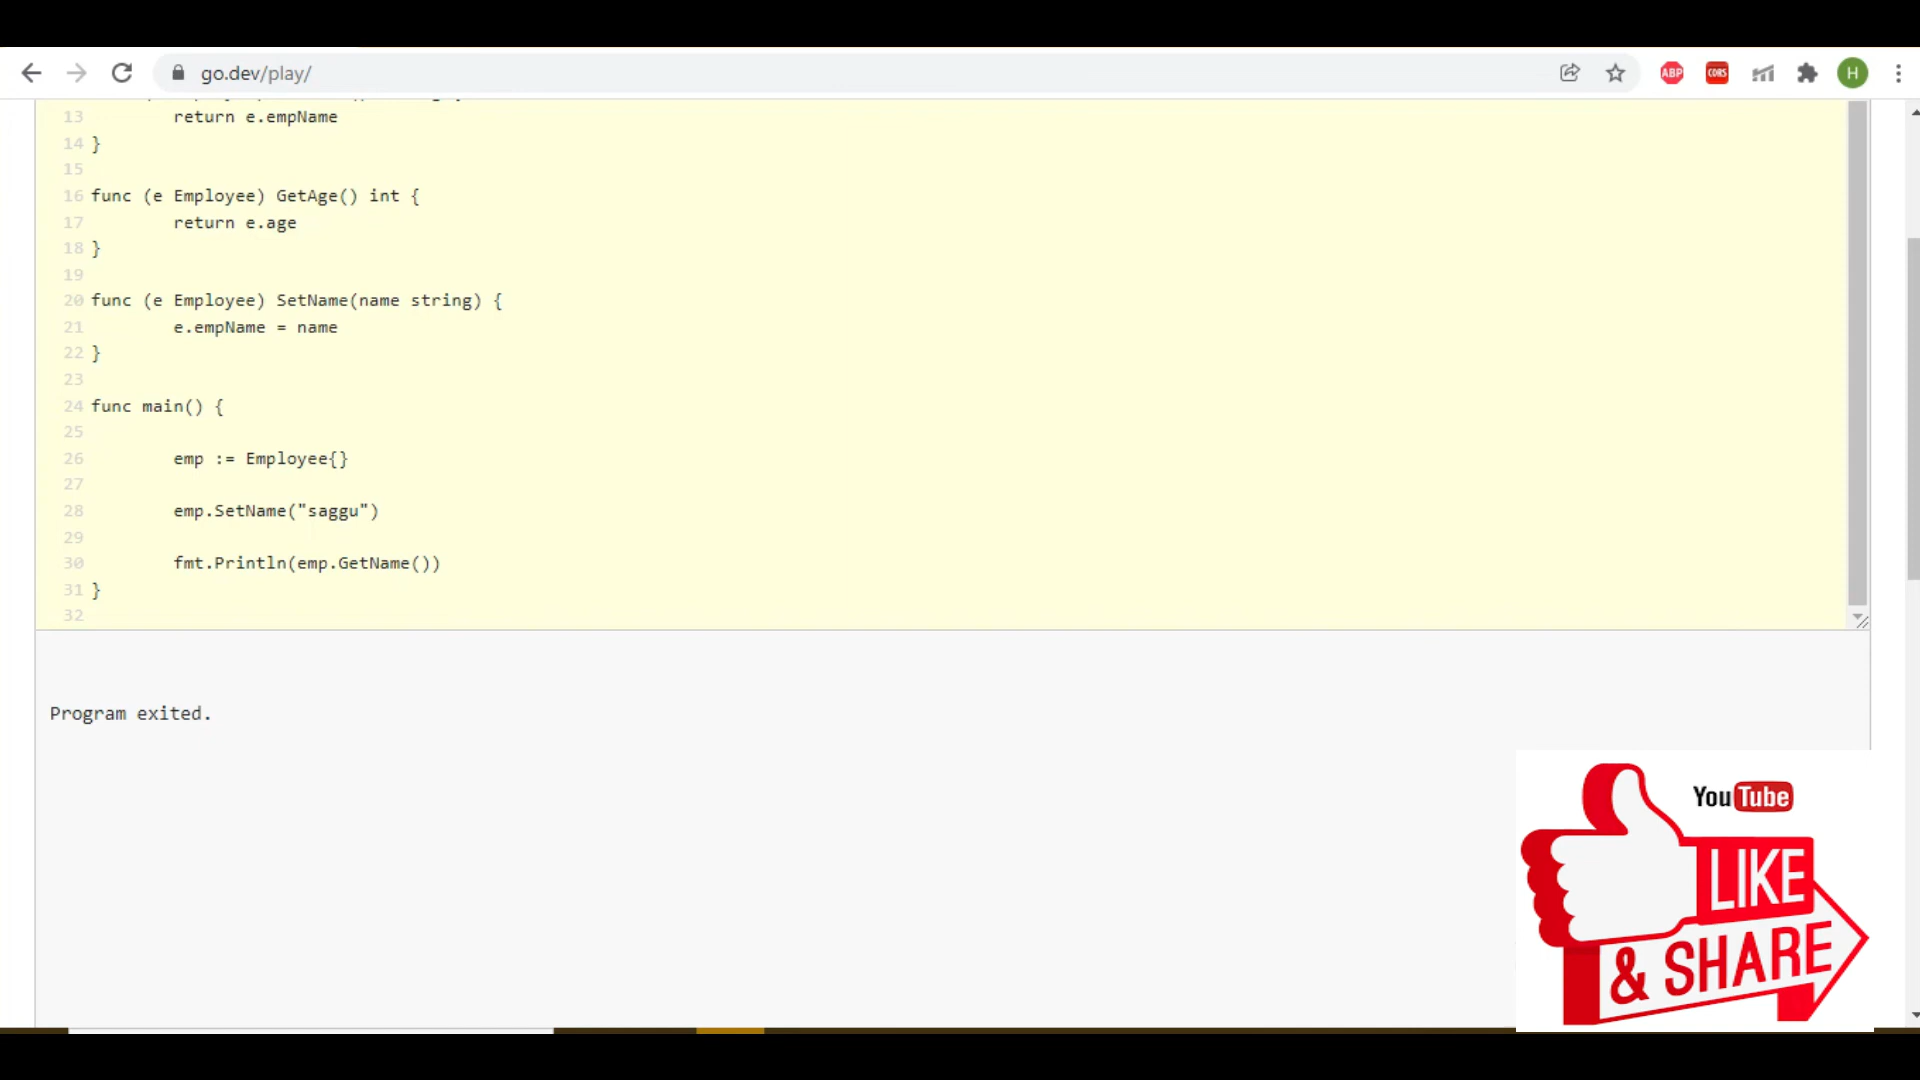 go.dev/play/
ABP
CORS
H
13 return e.empName
14 }
15
16 func (e Employee) GetAge() int {
17 return e.age
18 }
19
20 func (e Employee) SetName(name string) {
21 e.empName = name
22 }
23
24 func main() {
25
26 emp := Employee{}
27
28 emp.SetName("saggu")
29
30 fmt.Println(emp.GetName())
31 }
32
Program exited.
YouTube
LIKE
& SHARE